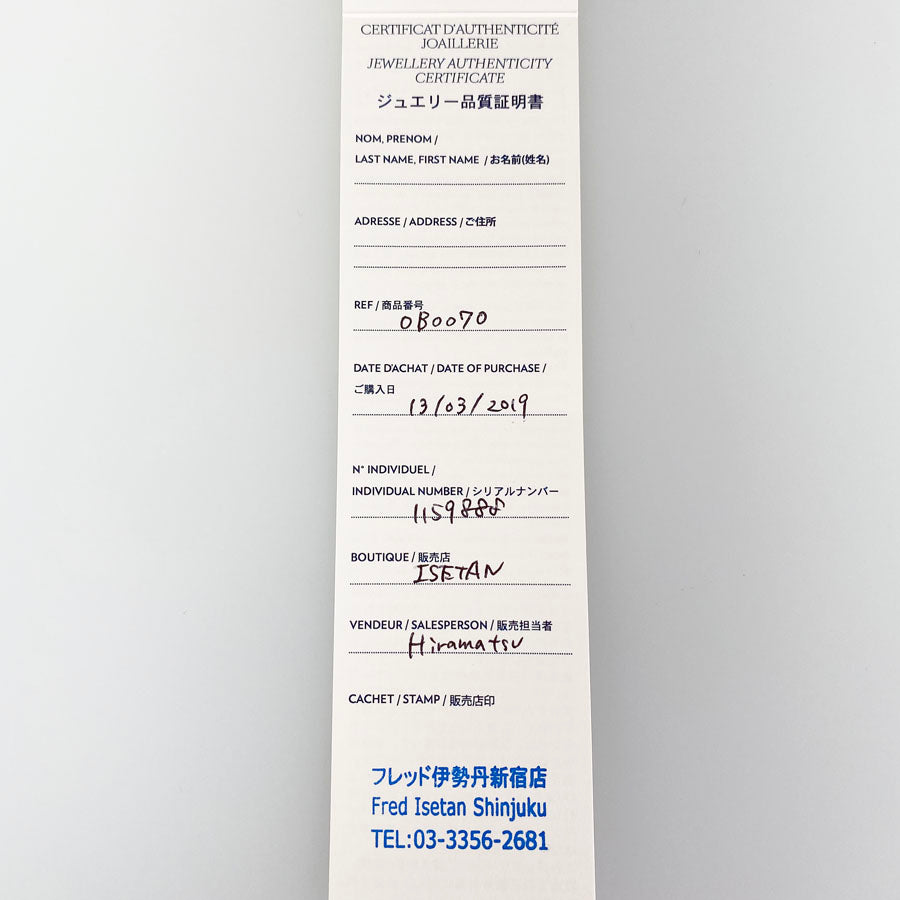 CERTIFICAT D'AUTHENTICITÉ
JOAILLERIE
JEWELLERY AUTHENTICITY
CERTIFICATE
ジュエリー品質証明書
NOM, PRENOM /
LAST NAME, FIRST NAME / お名前(姓名)
ADRESSE / ADDRESS / ご住所
REF / 商品番号
0B0070
DATE D'ACHAT / DATE OF PURCHASE /
ご購入日
13/03/2019
N° INDIVIDUEL /
INDIVIDUAL NUMBER / シリアルナンバー
1159888
BOUTIQUE / 販売店
ISETAN
VENDEUR / SALESPERSON / 販売担当者
Hiramatsu
CACHET / STAMP / 販売店印
フレッド伊勢丹新宿店
Fred Isetan Shinjuku
TEL:03-3356-2681